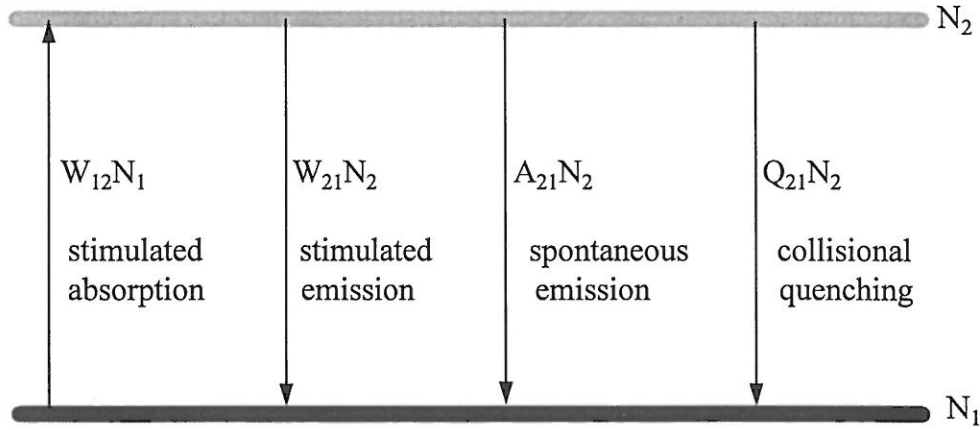 N₂
W₁₂N₁ W₂₁N₂ A₂₁N₂ Q₂₁N₂
stimulated stimulated spontaneous collisional
absorption emission emission quenching
N₁